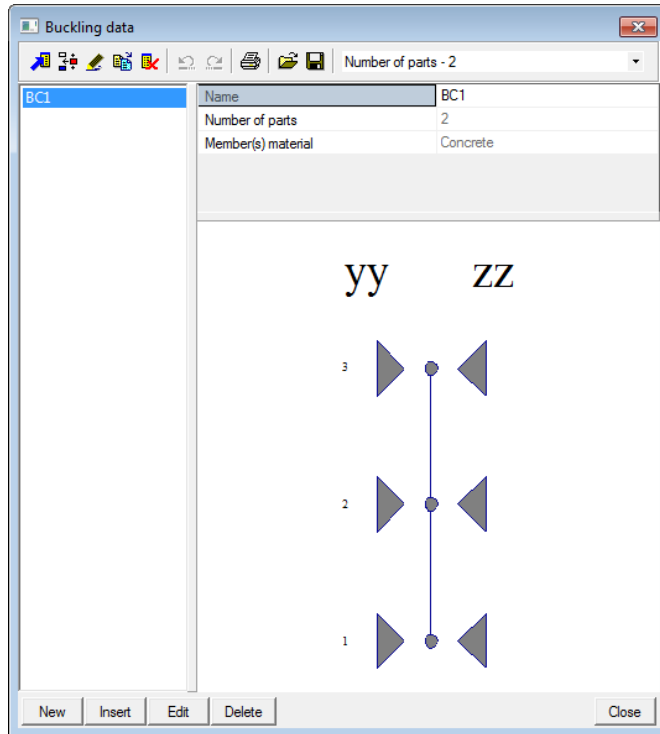 Buckling data
Number of parts - 2
BC1
Name BC1
Number of parts 2
Member(s) material Concrete
yy zz
3
2
1
New Insert Edit Delete Close